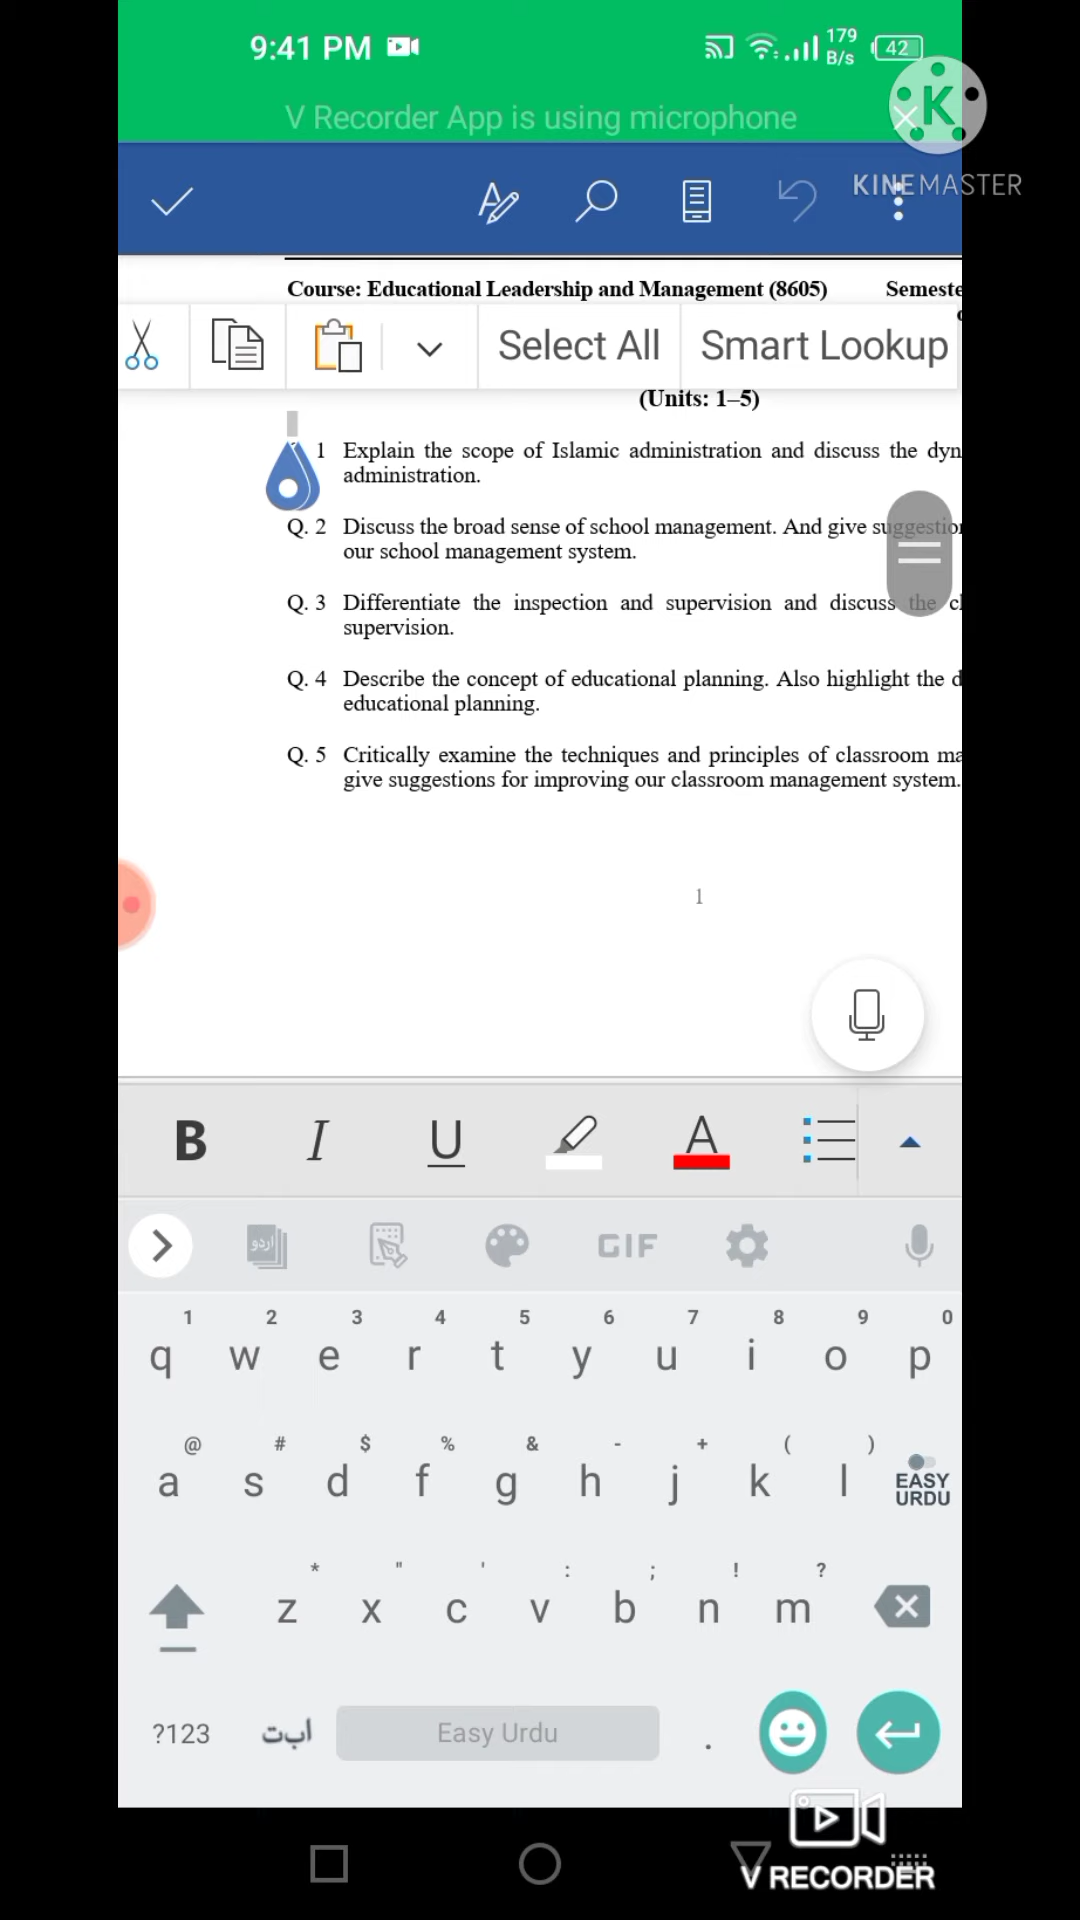 9:41 PM
179
B/s
42
V Recorder App is using microphone
K
KINEMASTER
Course: Educational Leadership and Management (8605) Semeste
Select All Smart Lookup
(Units: 1–5)
1 Explain the scope of Islamic administration and discuss the dyn
administration.
Q. 2 Discuss the broad sense of school management. And give suggestion
our school management system.
Q. 3 Differentiate the inspection and supervision and discuss the cl
supervision.
Q. 4 Describe the concept of educational planning. Also highlight the d
educational planning.
Q. 5 Critically examine the techniques and principles of classroom ma
give suggestions for improving our classroom management system.
1
B I U A
اردو GIF
1 2 3 4 5 6 7 8 9 0
q w e r t y u i o p
@ # $ % & - + ( )
a s d f g h j k l EASY
URDU
* " ' : ; ! ?
z x c v b n m
?123 ابت Easy Urdu .
V RECORDER